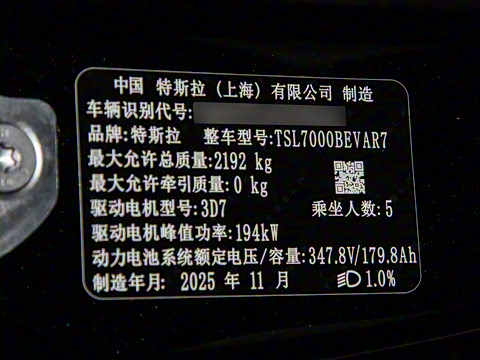 中国 特斯拉 (上海) 有限公司 制造
车辆识别代号:
品牌:特斯拉 整车型号:TSL7000BEVAR7
最大允许总质量:2192 kg
最大允许牵引质量:0 kg
驱动电机型号:3D7 乘坐人数:5
驱动电机峰值功率:194kW
动力电池系统额定电压/容量:347.8V/179.8Ah
制造年月: 2025 年 11 月 1.0%